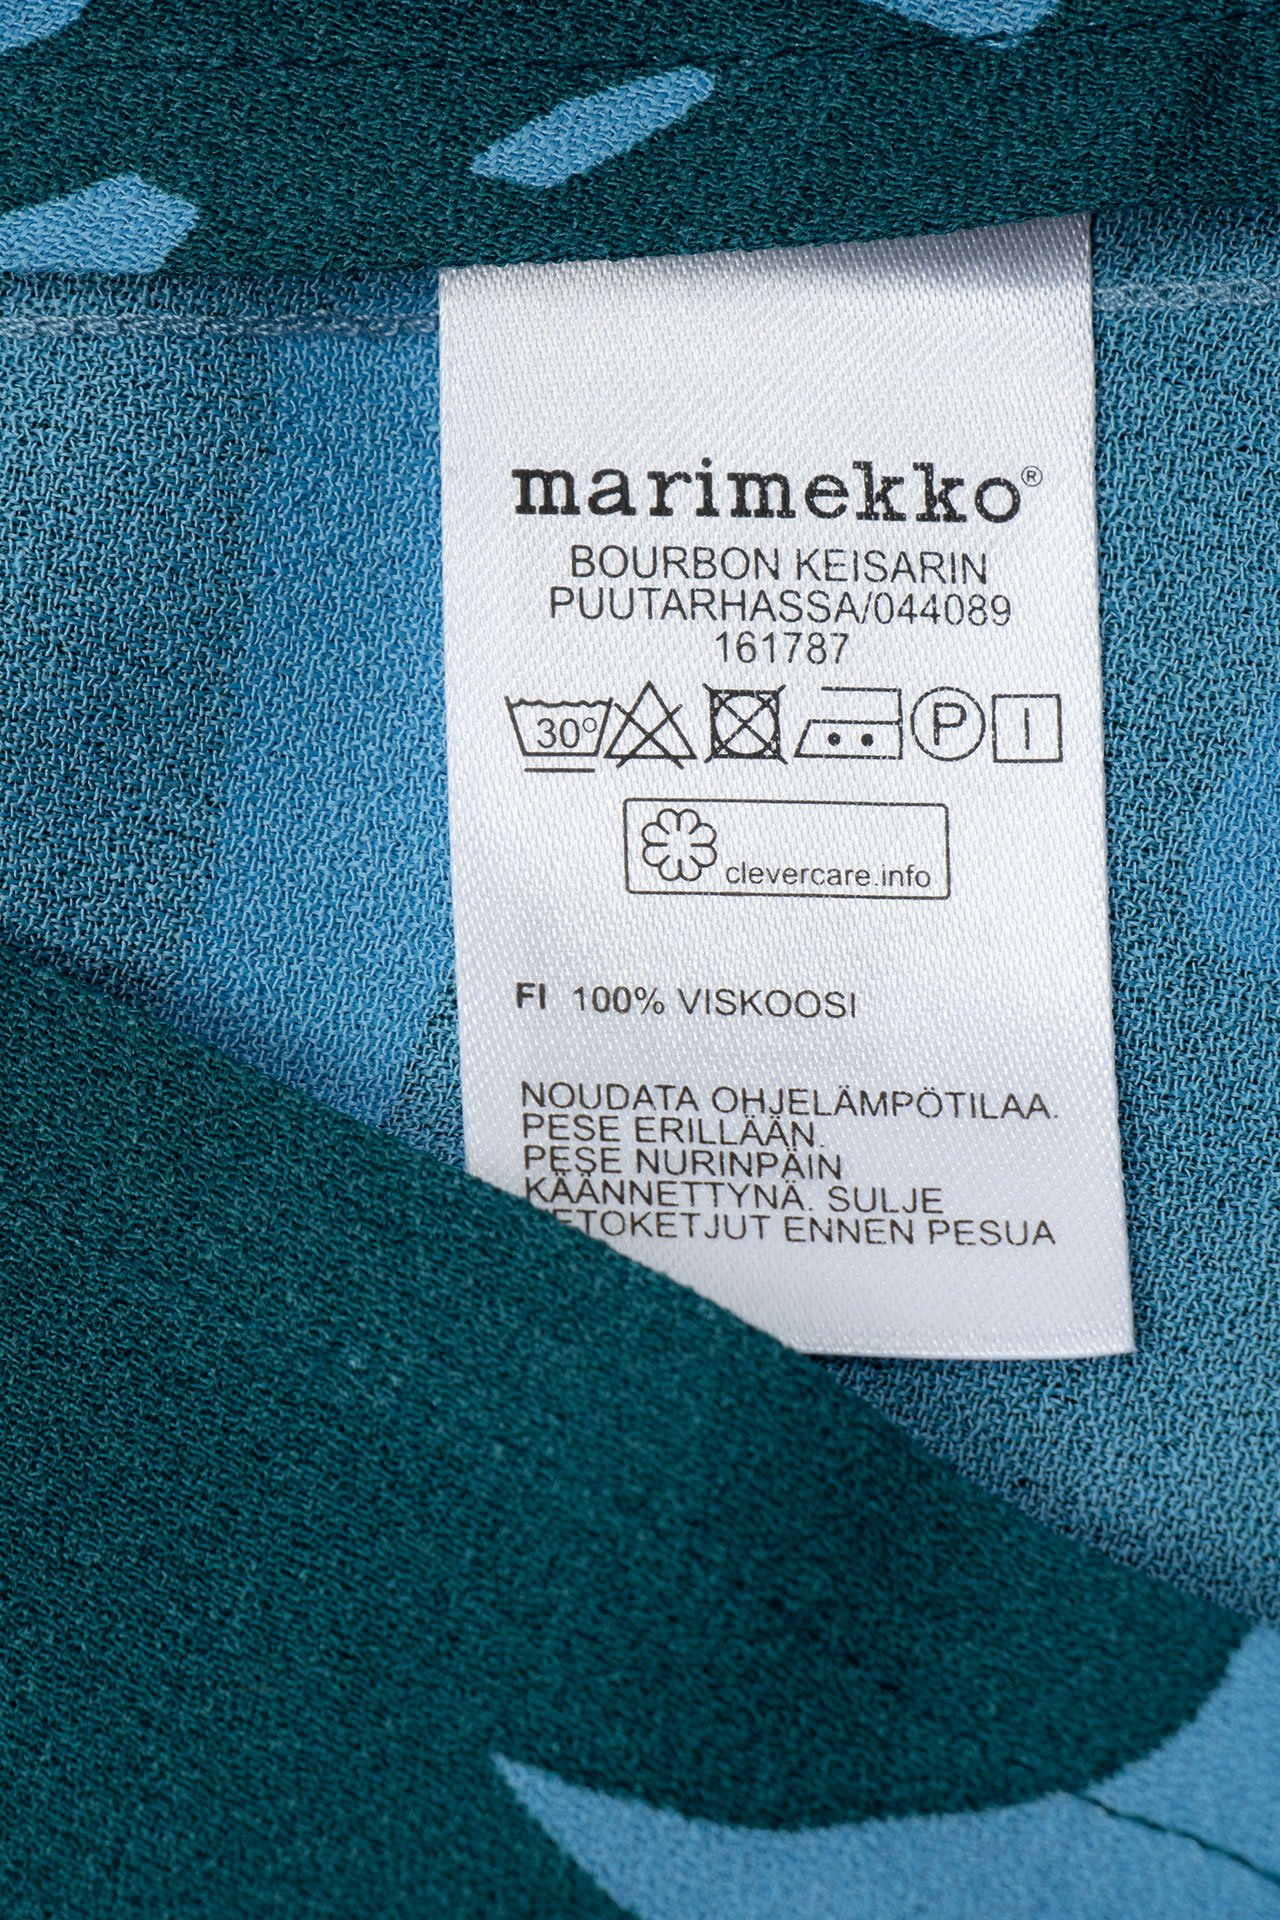 marimekko®
BOURBON KEISARIN
PUUTARHASSA/044089
161787
30°
P
clevercare.info
FI 100% VISKOOSI
NOUDATA OHJELÄMPÖTILAA.
PESE ERILLÄÄN.
PESE NURINPÄIN
KÄÄNNETTYNÄ. SULJE
ENNEN PESUA